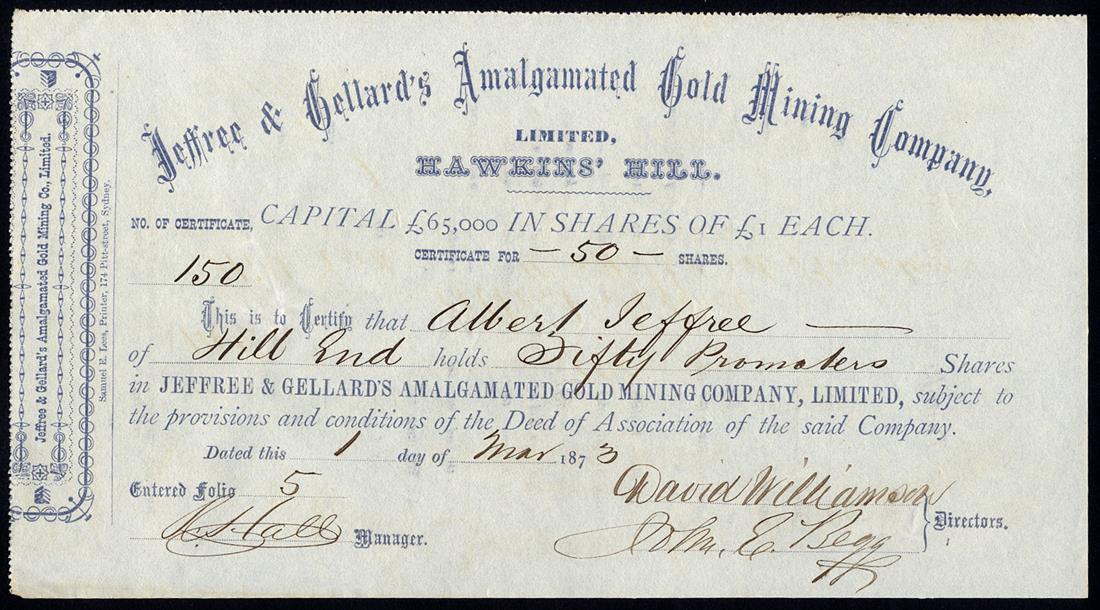 Jeffree & Gellard's Amalgamated Gold Mining Company,
LIMITED,
HAWKINS' HILL.
NO. OF CERTIFICATE, CAPITAL £65,000 IN SHARES OF £1 EACH.
CERTIFICATE FOR — 50 — SHARES.
150
This is to Certify that Albert Jeffree —
of Hill End holds Fifty Promoters Shares
in JEFFREE & GELLARD'S AMALGAMATED GOLD MINING COMPANY, LIMITED, subject to
the provisions and conditions of the Deed of Association of the said Company.
Dated this 1 day of Mar 1873
Entered Folio 5
David Williamson
Hall Manager.
John E. Begg
Directors.
Jeffree & Gellard's Amalgamated Gold Mining Co., Limited.
Samuel E. Lees, Printer, 174 Pitt-street, Sydney.